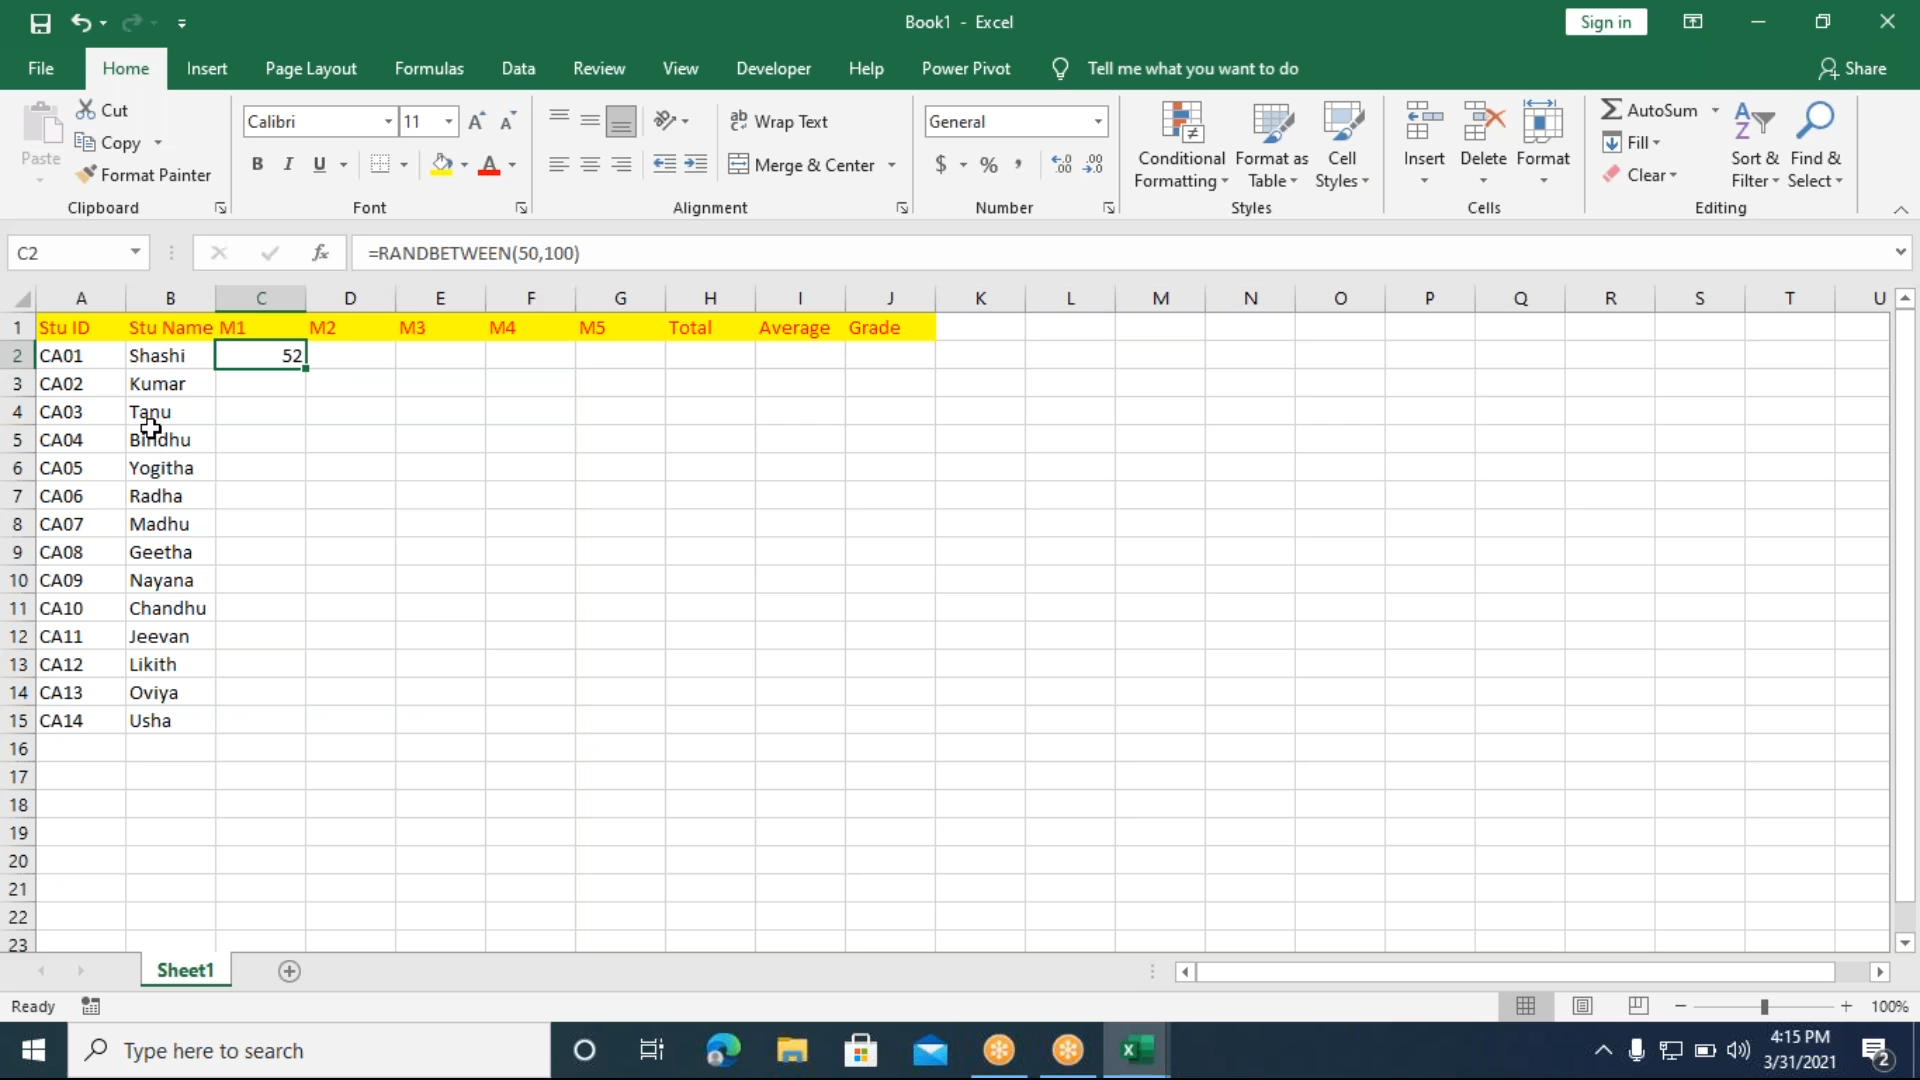 Book1 - Excel
Sign in
File Home Insert Page Layout Formulas Data Review View Developer Help Power Pivot Tell me what you want to do Share
Paste
Cut
Copy
Format Painter
Clipboard
Calibri 11
B I U
Font
Wrap Text
Merge & Center
Alignment
General
$ % ,
Number
Conditional Formatting
Format as Table
Cell Styles
Styles
Insert Delete Format
Cells
AutoSum
Fill
Clear
Sort & Filter
Find & Select
Editing
C2 fx =RANDBETWEEN(50,100)
A B C D E F G H I J K L M N O P Q R S T U
1 Stu ID Stu Name M1 M2 M3 M4 M5 Total Average Grade
2 CA01 Shashi 52
3 CA02 Kumar
4 CA03 Tanu
5 CA04 Bindhu
6 CA05 Yogitha
7 CA06 Radha
8 CA07 Madhu
9 CA08 Geetha
10 CA09 Nayana
11 CA10 Chandhu
12 CA11 Jeevan
13 CA12 Likith
14 CA13 Oviya
15 CA14 Usha
16
17
18
19
20
21
22
23
Sheet1
Ready
100%
Type here to search
4:15 PM
3/31/2021
2